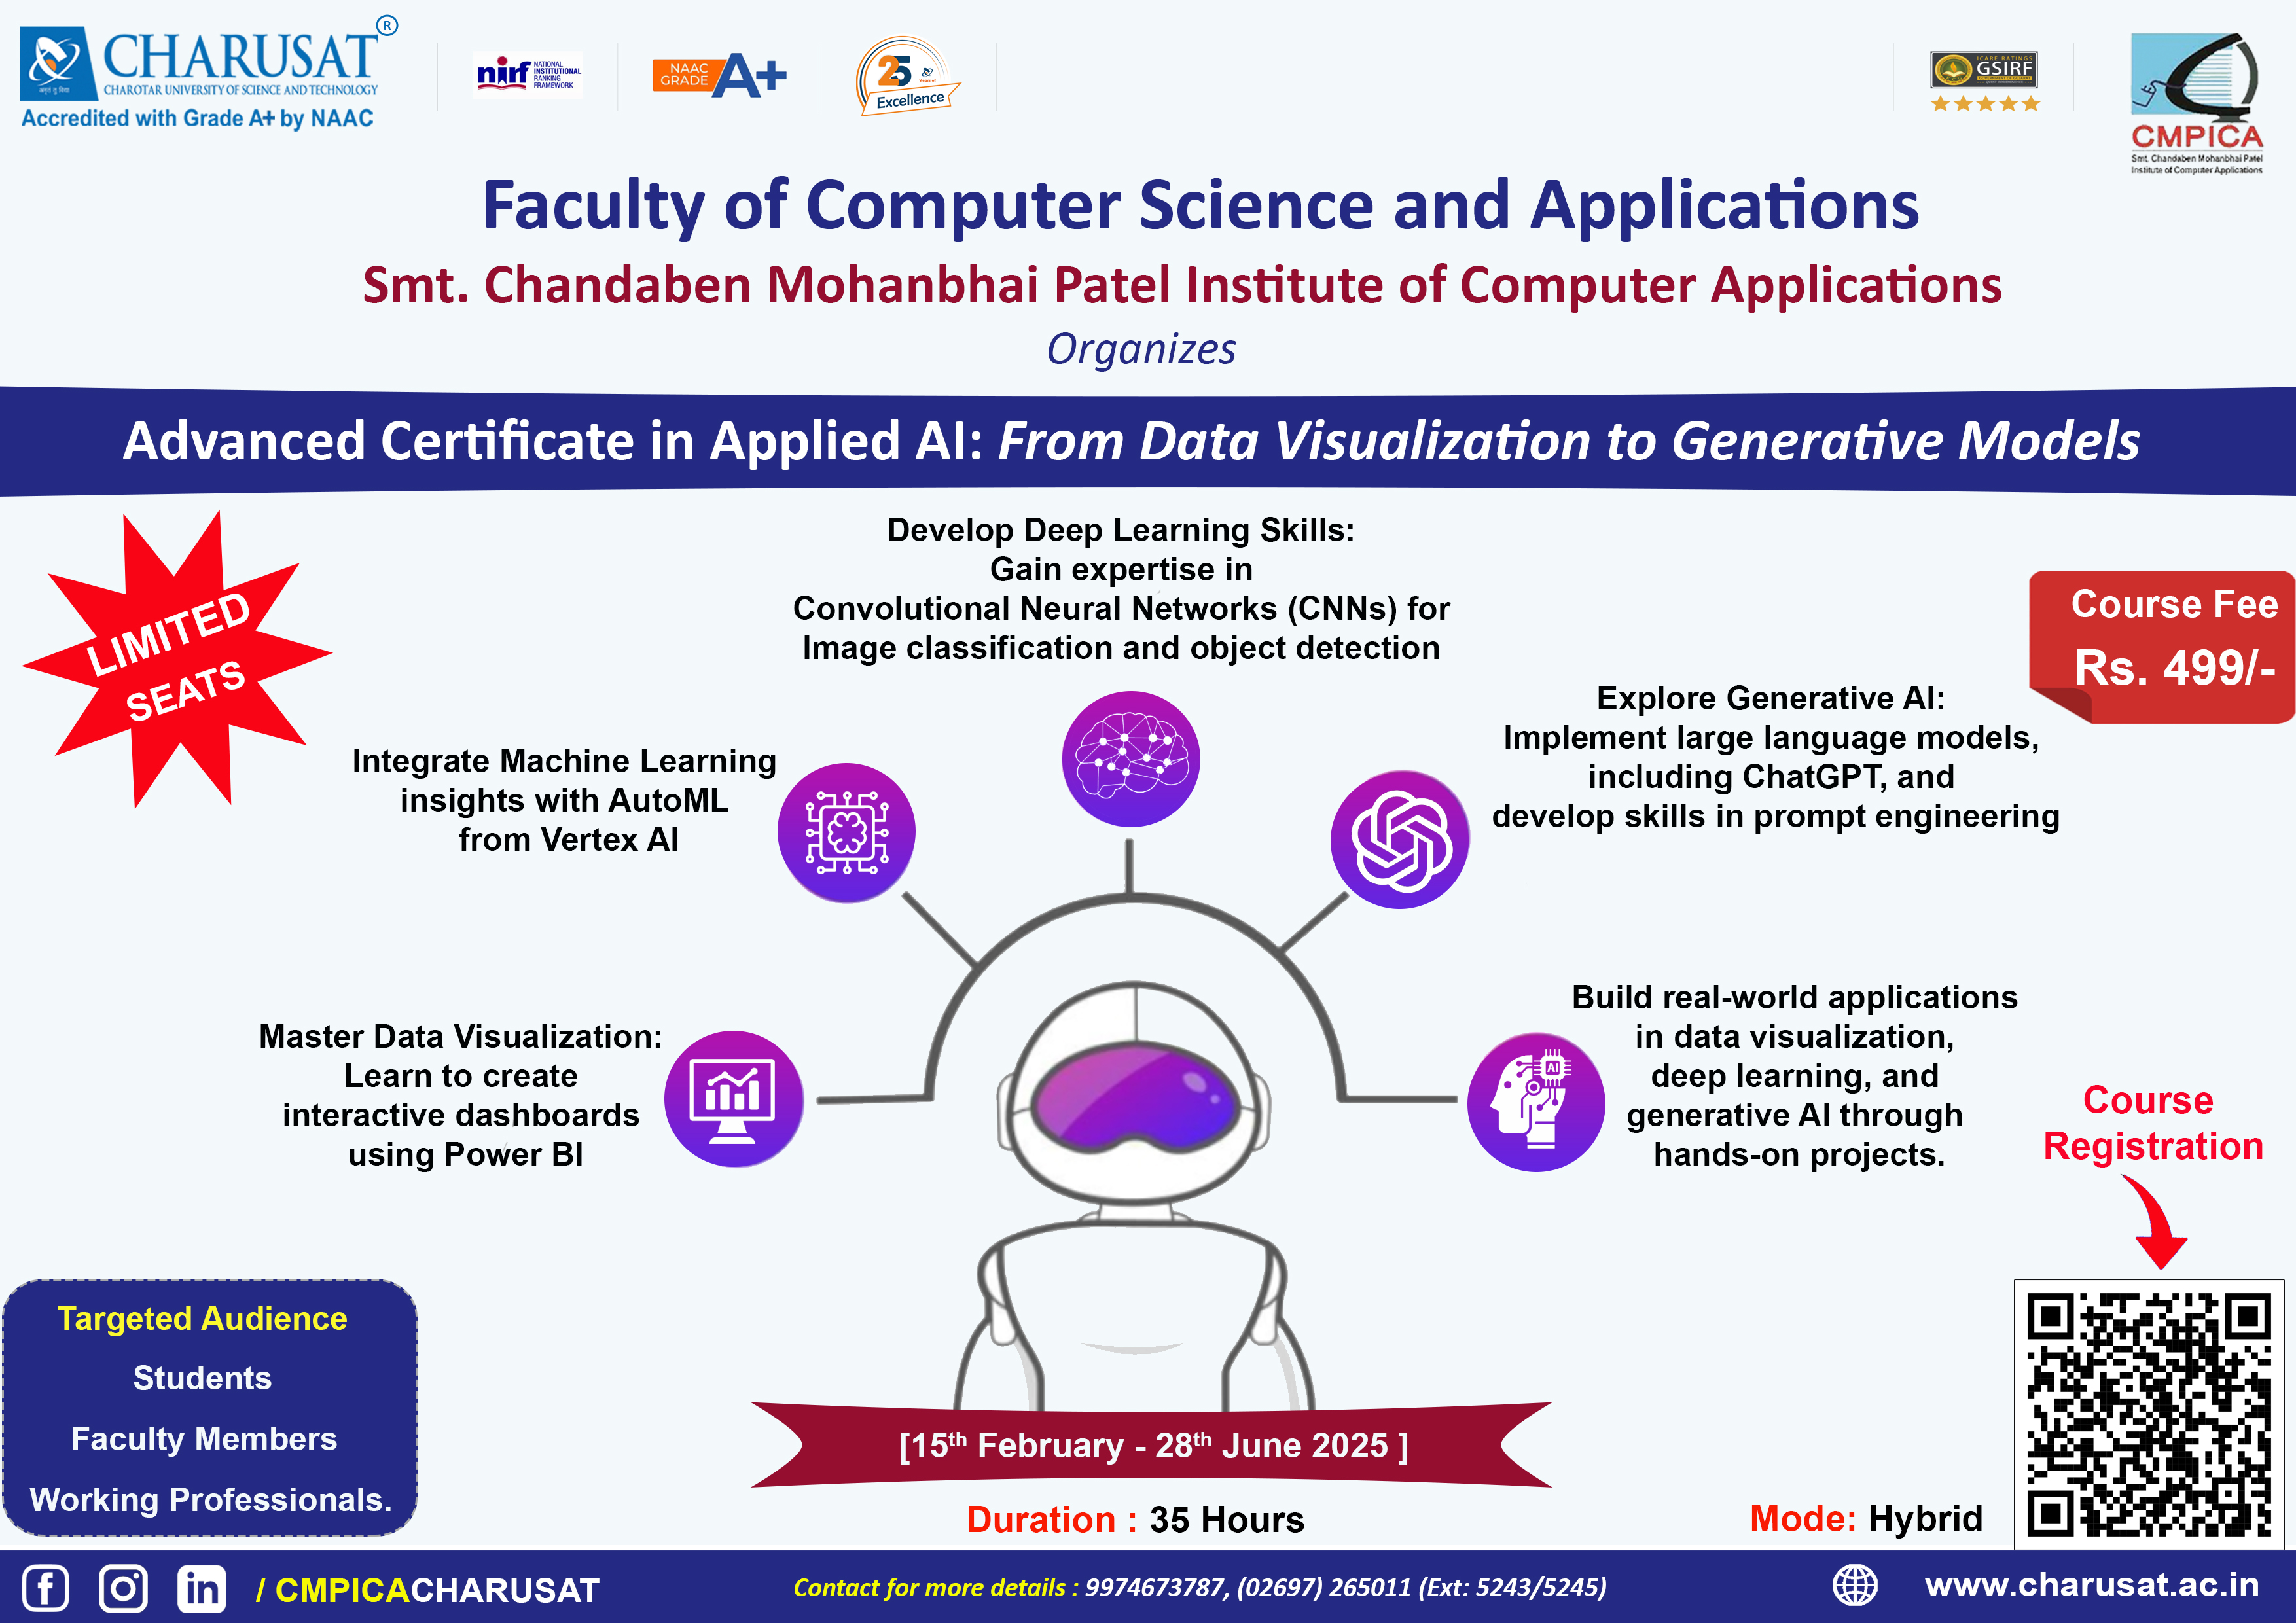 CHARUSAT ®
CHAROTAR UNIVERSITY OF SCIENCE AND TECHNOLOGY
Accredited with Grade A+ by NAAC
nirf NATIONAL
INSTITUTIONAL
RANKING
FRAMEWORK
NAAC
GRADE A+
25
Years of
Excellence
ICARE RATINGS
GSIRF
CMPICA
Smt. Chandaben Mohanbhai Patel
Institute of Computer Applications
Faculty of Computer Science and Applications
Smt. Chandaben Mohanbhai Patel Institute of Computer Applications
Organizes
Advanced Certificate in Applied AI: From Data Visualization to Generative Models
LIMITED
SEATS
Develop Deep Learning Skills:
Gain expertise in
Convolutional Neural Networks (CNNs) for
Image classification and object detection
Course Fee
Rs. 499/-
Integrate Machine Learning
insights with AutoML
from Vertex AI
Explore Generative AI:
Implement large language models,
including ChatGPT, and
develop skills in prompt engineering
Master Data Visualization:
Learn to create
interactive dashboards
using Power BI
AI
Build real-world applications
in data visualization,
deep learning, and
generative AI through
hands-on projects.
Course
Registration
Targeted Audience
Students
Faculty Members
Working Professionals.
[15th February - 28th June 2025 ]
Duration : 35 Hours
Mode: Hybrid
/ CMPICACHARUSAT
Contact for more details : 9974673787, (02697) 265011 (Ext: 5243/5245)
www.charusat.ac.in